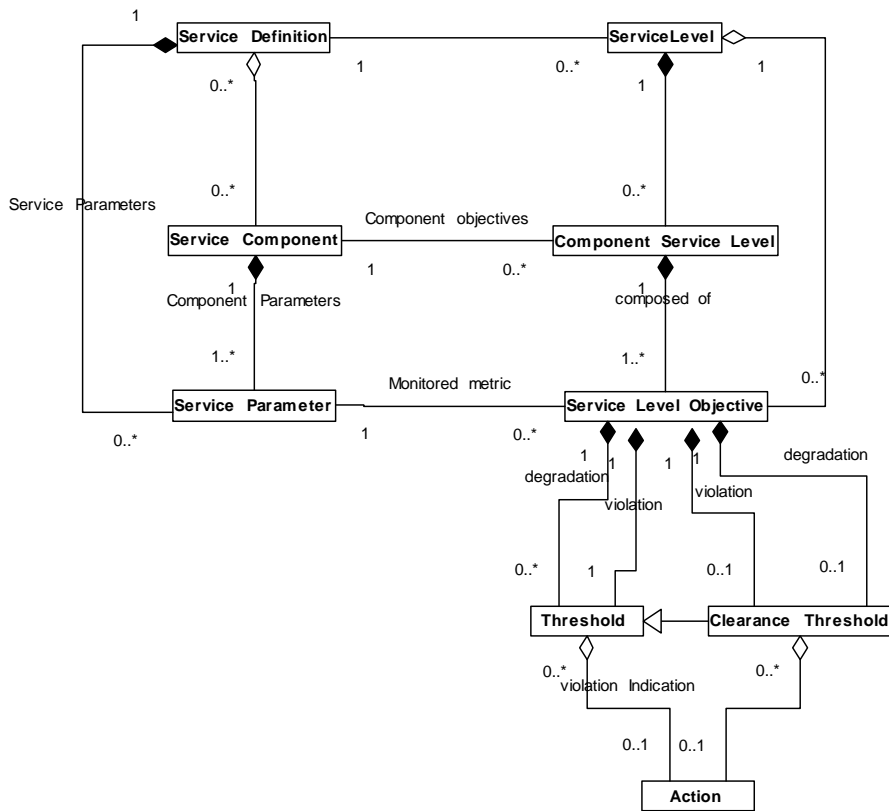 1
Service Definition
ServiceLevel
0..*
1
0..*
1
1
0..*
0..*
Service Parameters
Component objectives
Service Component
Component Service Level
1
1
0..*
1
Component Parameters
composed of
1..*
1..*
Monitored metric
0..*
Service Parameter
Service Level Objective
0..*
1
0..*
1
1
1
1
degradation
degradation
violation
violation
0..*
1
0..1
0..1
Threshold
Clearance Threshold
0..*
0..*
violation Indication
0..1
0..1
Action